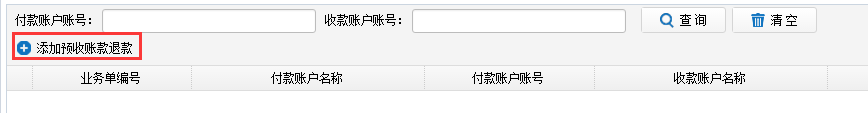 付款账户账号： 收款账户账号： 查询 清空
添加预收账款退款
业务单编号 付款账户名称 付款账户账号 收款账户名称